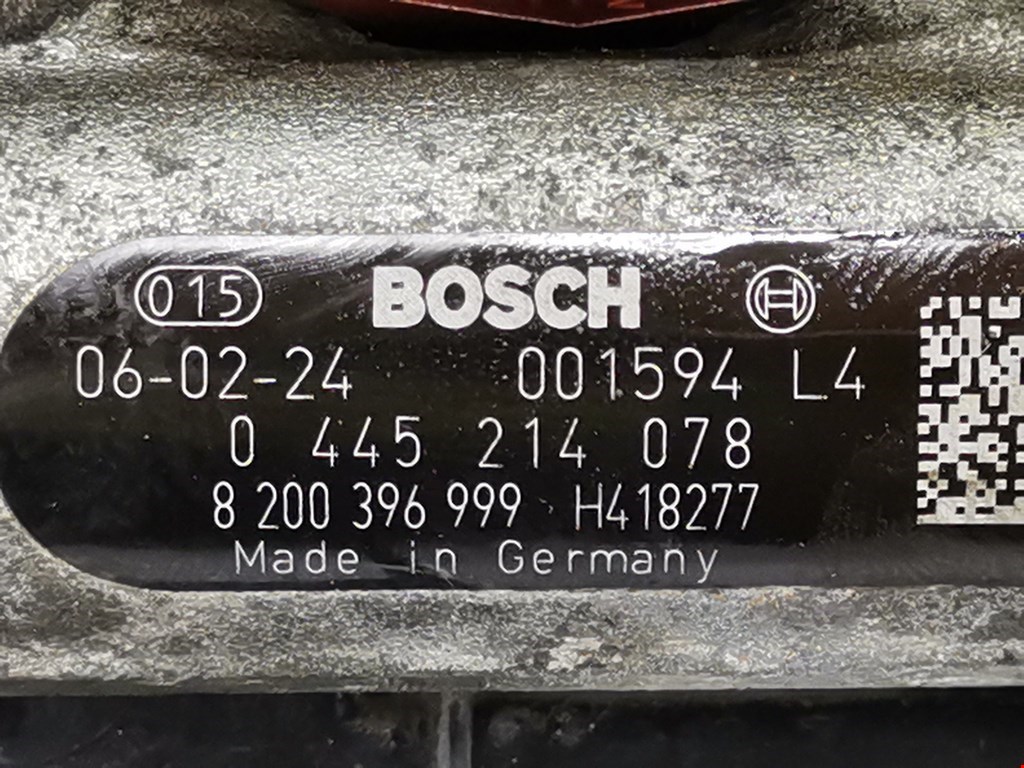 015 BOSCH
06-02-24 001594 L4
0 445 214 078
8 200 396 999 H418277
Made in Germany